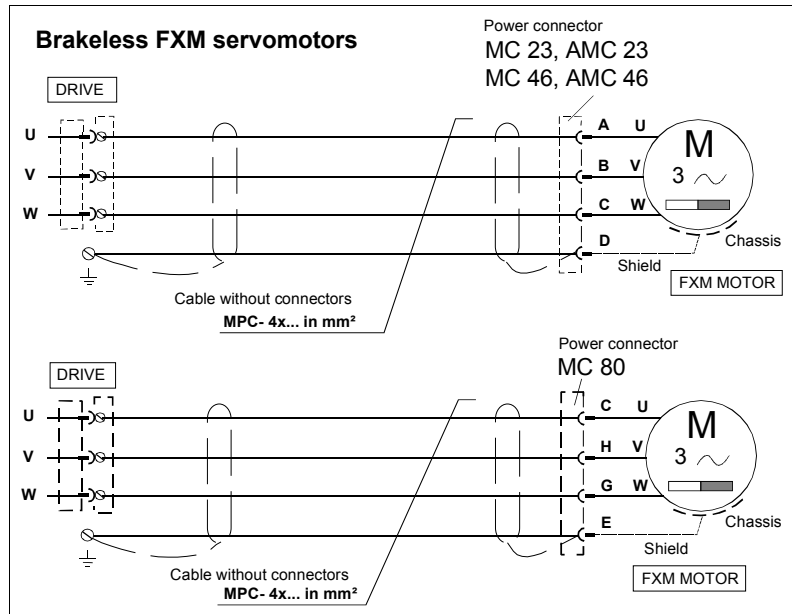 Brakeless FXM servomotors
Power connector
MC 23, AMC 23
MC 46, AMC 46
DRIVE
U
A U
V
B V
W
C W
D
M
3
Chassis
Shield
FXM MOTOR
Cable without connectors
MPC- 4x... in mm²
Power connector
MC 80
DRIVE
U
C U
V
H V
W
G W
E
M
3
Chassis
Shield
FXM MOTOR
Cable without connectors
MPC- 4x... in mm²